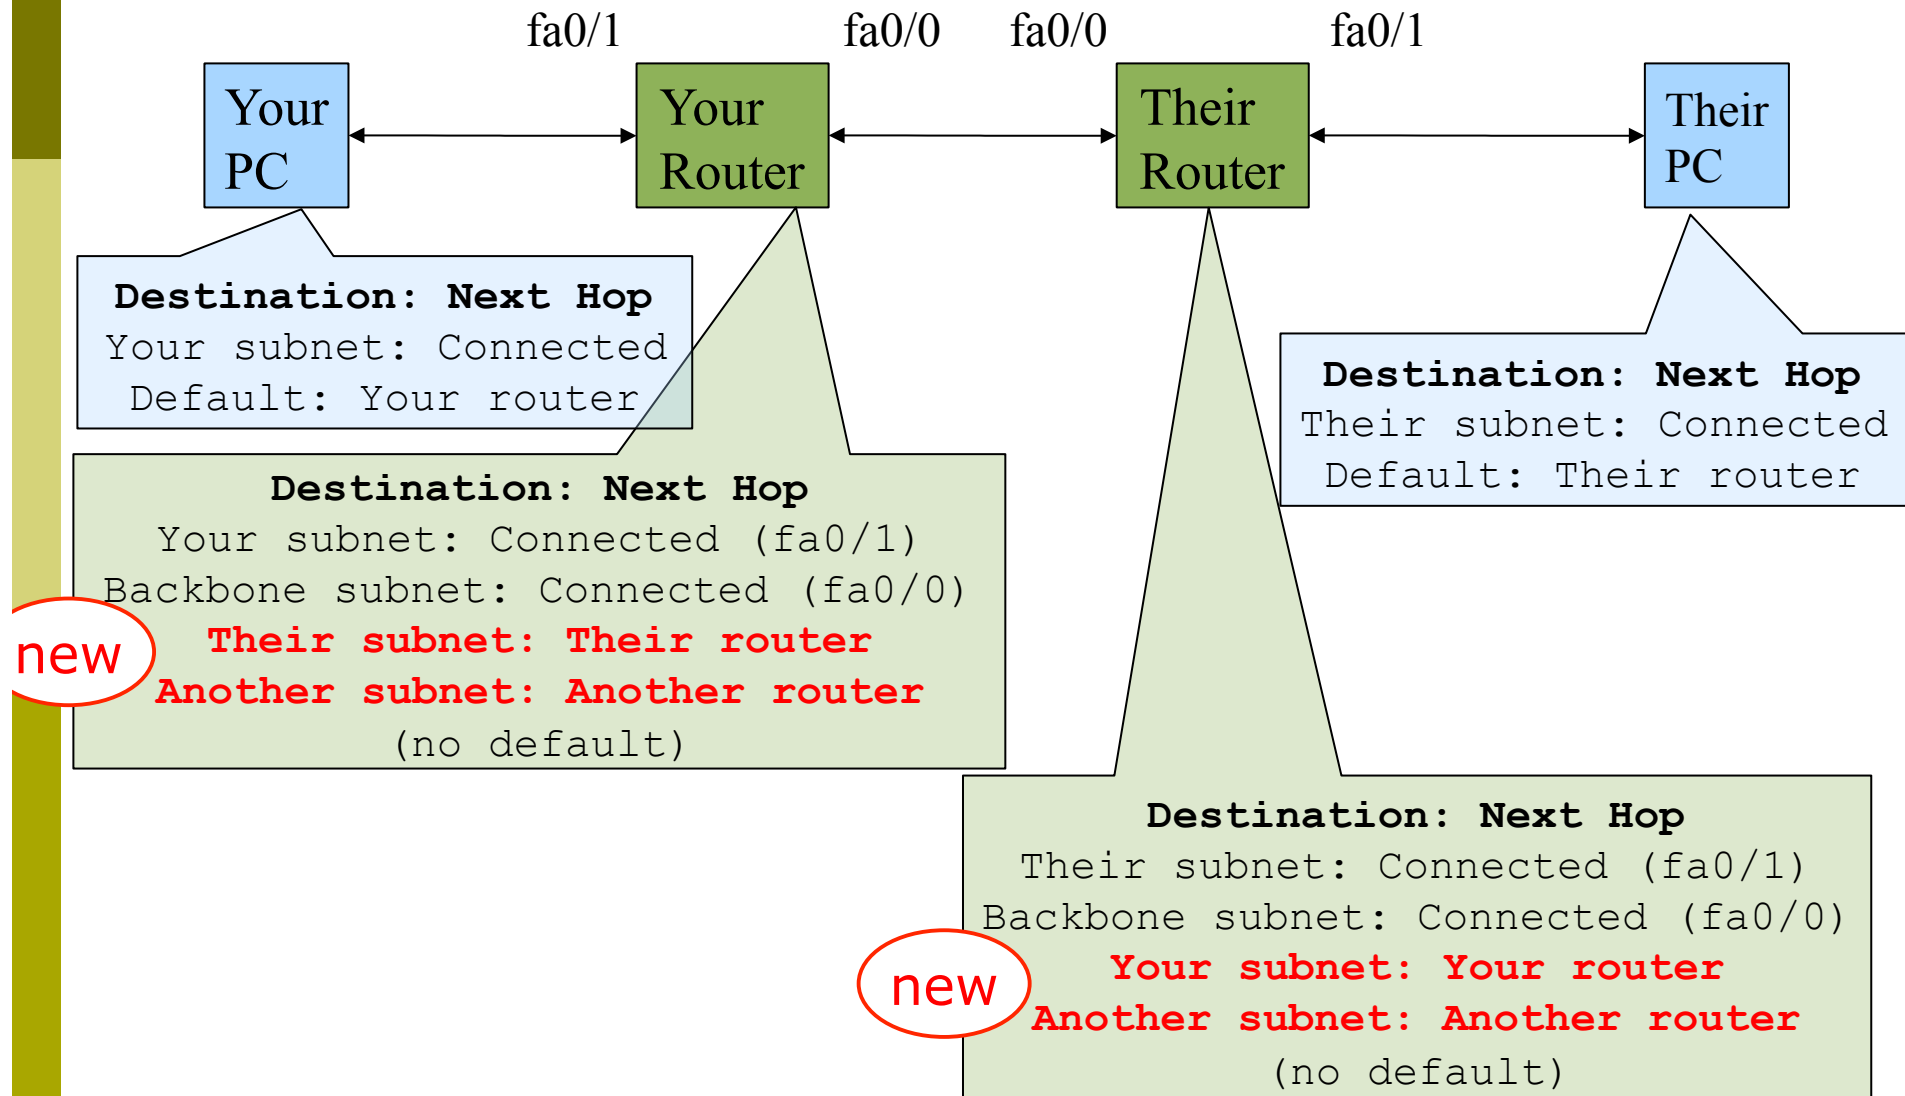 fa0/1 fa0/0 fa0/0 fa0/1
Your
PC
Your
Router
Their
Router
Their
PC
Destination: Next Hop
Your subnet: Connected
Default: Your router
Destination: Next Hop
Their subnet: Connected
Default: Their router
Destination: Next Hop
Your subnet: Connected (fa0/1)
Backbone subnet: Connected (fa0/0)
new
Their subnet: Their router
Another subnet: Another router
(no default)
Destination: Next Hop
Their subnet: Connected (fa0/1)
Backbone subnet: Connected (fa0/0)
new
Your subnet: Your router
Another subnet: Another router
(no default)